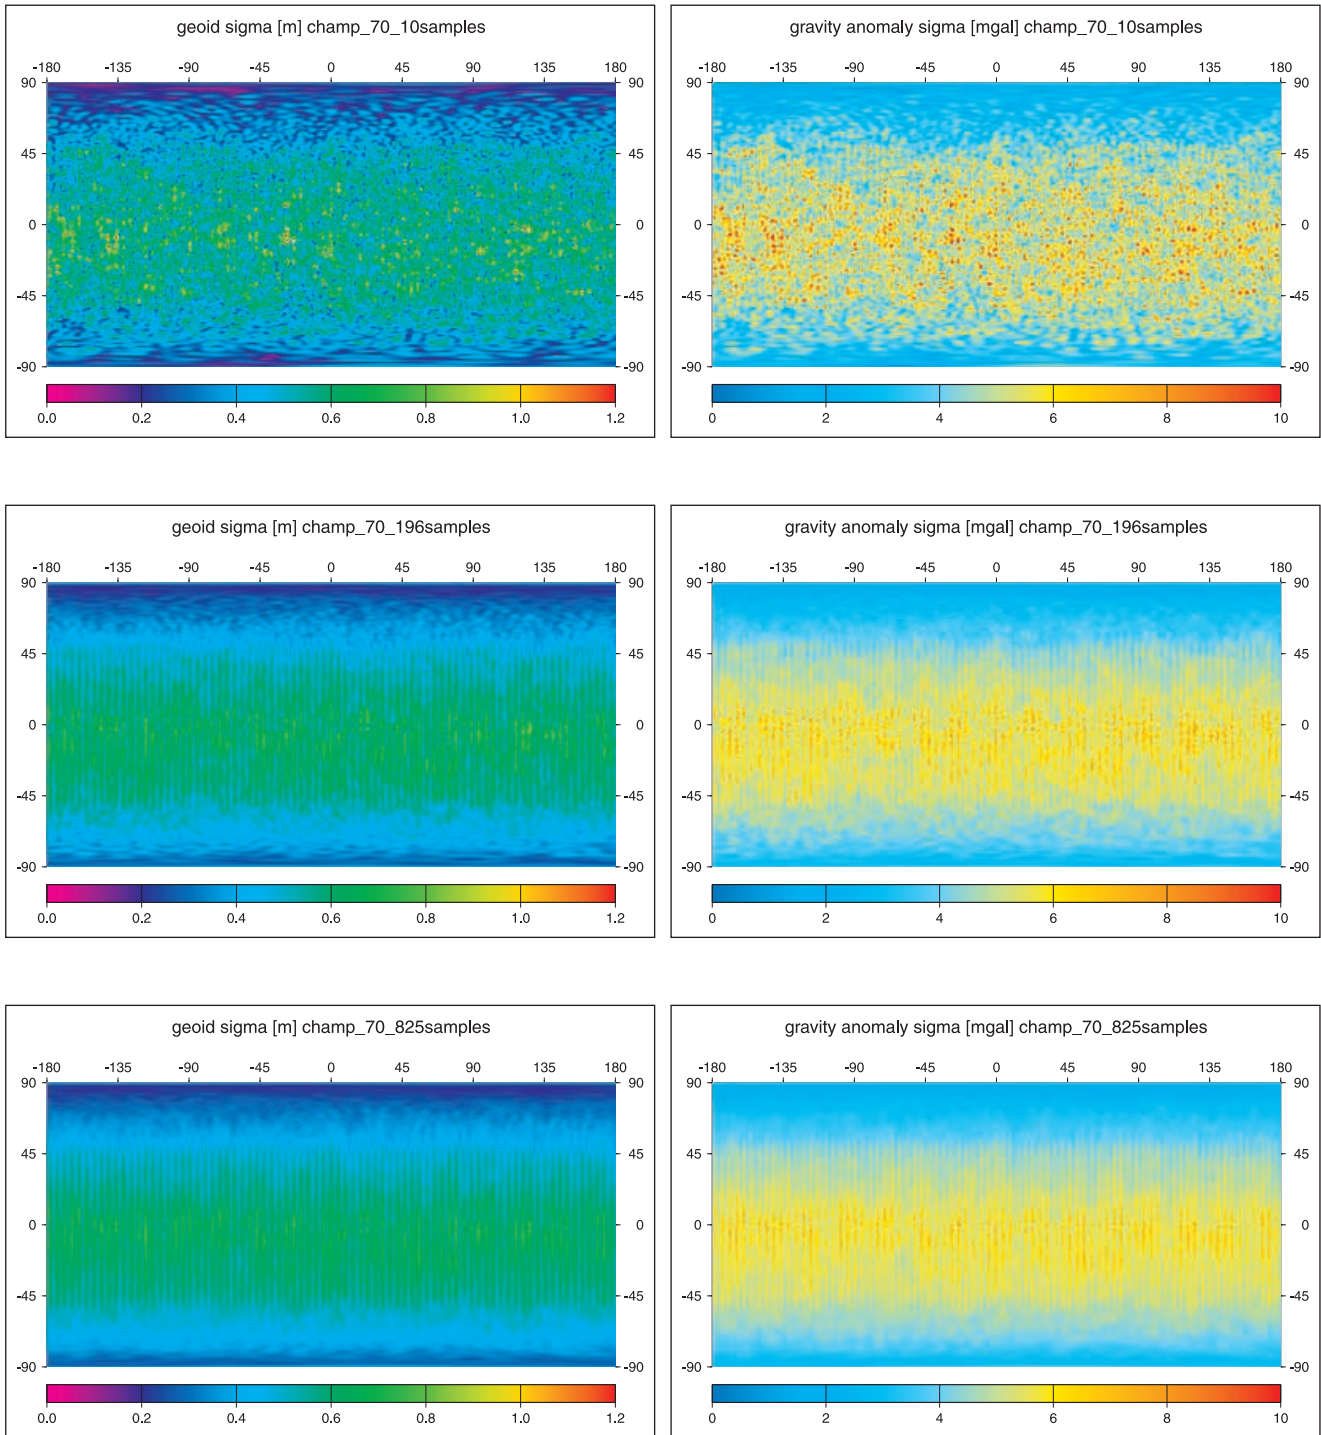 geoid sigma [m] champ_70_10samples
-180 -135 -90 -45 0 45 90 135 180
90 90
45 45
0 0
-45 -45
-90 -90
0.0 0.2 0.4 0.6 0.8 1.0 1.2
gravity anomaly sigma [mgal] champ_70_10samples
-180 -135 -90 -45 0 45 90 135 180
90 90
45 45
0 0
-45 -45
-90 -90
0 2 4 6 8 10
geoid sigma [m] champ_70_196samples
-180 -135 -90 -45 0 45 90 135 180
90 90
45 45
0 0
-45 -45
-90 -90
0.0 0.2 0.4 0.6 0.8 1.0 1.2
gravity anomaly sigma [mgal] champ_70_196samples
-180 -135 -90 -45 0 45 90 135 180
90 90
45 45
0 0
-45 -45
-90 -90
0 2 4 6 8 10
geoid sigma [m] champ_70_825samples
-180 -135 -90 -45 0 45 90 135 180
90 90
45 45
0 0
-45 -45
-90 -90
0.0 0.2 0.4 0.6 0.8 1.0 1.2
gravity anomaly sigma [mgal] champ_70_825samples
-180 -135 -90 -45 0 45 90 135 180
90 90
45 45
0 0
-45 -45
-90 -90
0 2 4 6 8 10